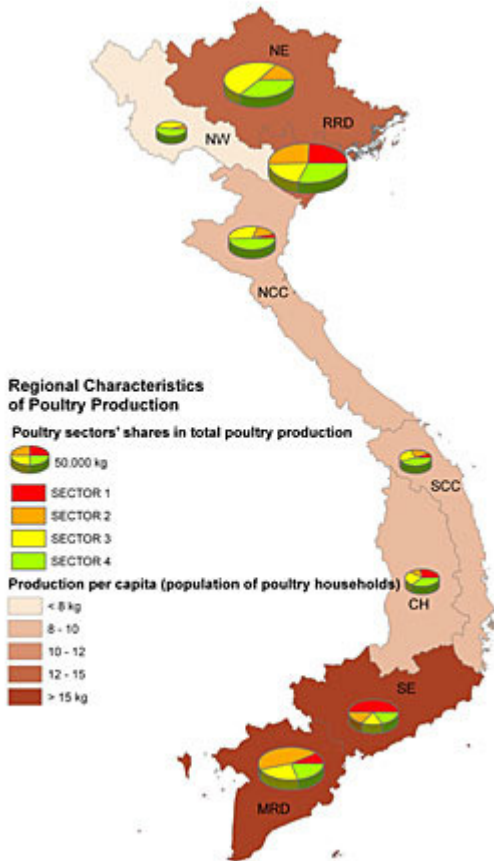 NE
RRD
NW
NCC
Regional Characteristics
of Poultry Production
Poultry sectors' shares in total poultry production
50,000 kg
SECTOR 1
SECTOR 2
SECTOR 3
SECTOR 4
Production per capita (population of poultry households)
< 8 kg
8 - 10
10 - 12
12 - 15
> 15 kg
SCC
CH
SE
MRD